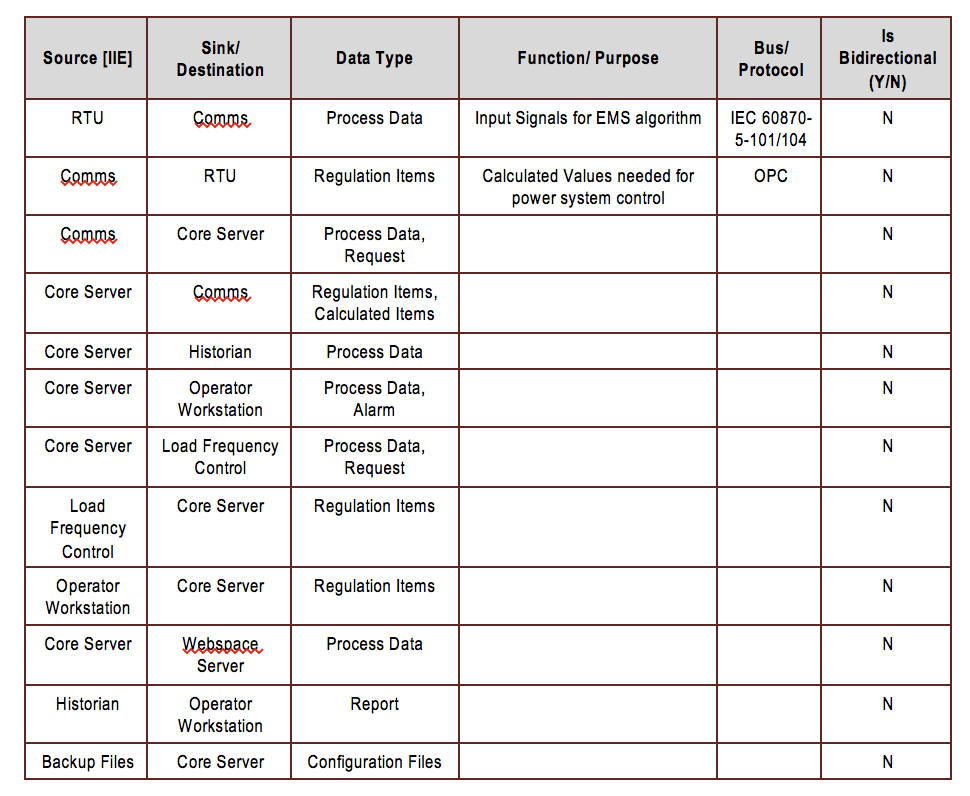 Source [IIE] Sink/ Destination Data Type Function/ Purpose Bus/ Protocol Is Bidirectional (Y/N)
RTU Comms Process Data Input Signals for EMS algorithm IEC 60870-5-101/104 N
Comms RTU Regulation Items Calculated Values needed for power system control OPC N
Comms Core Server Process Data, Request N
Core Server Comms Regulation Items, Calculated Items N
Core Server Historian Process Data N
Core Server Operator Workstation Process Data, Alarm N
Core Server Load Frequency Control Process Data, Request N
Load Frequency Control Core Server Regulation Items N
Operator Workstation Core Server Regulation Items N
Core Server Webspace Server Process Data N
Historian Operator Workstation Report N
Backup Files Core Server Configuration Files N